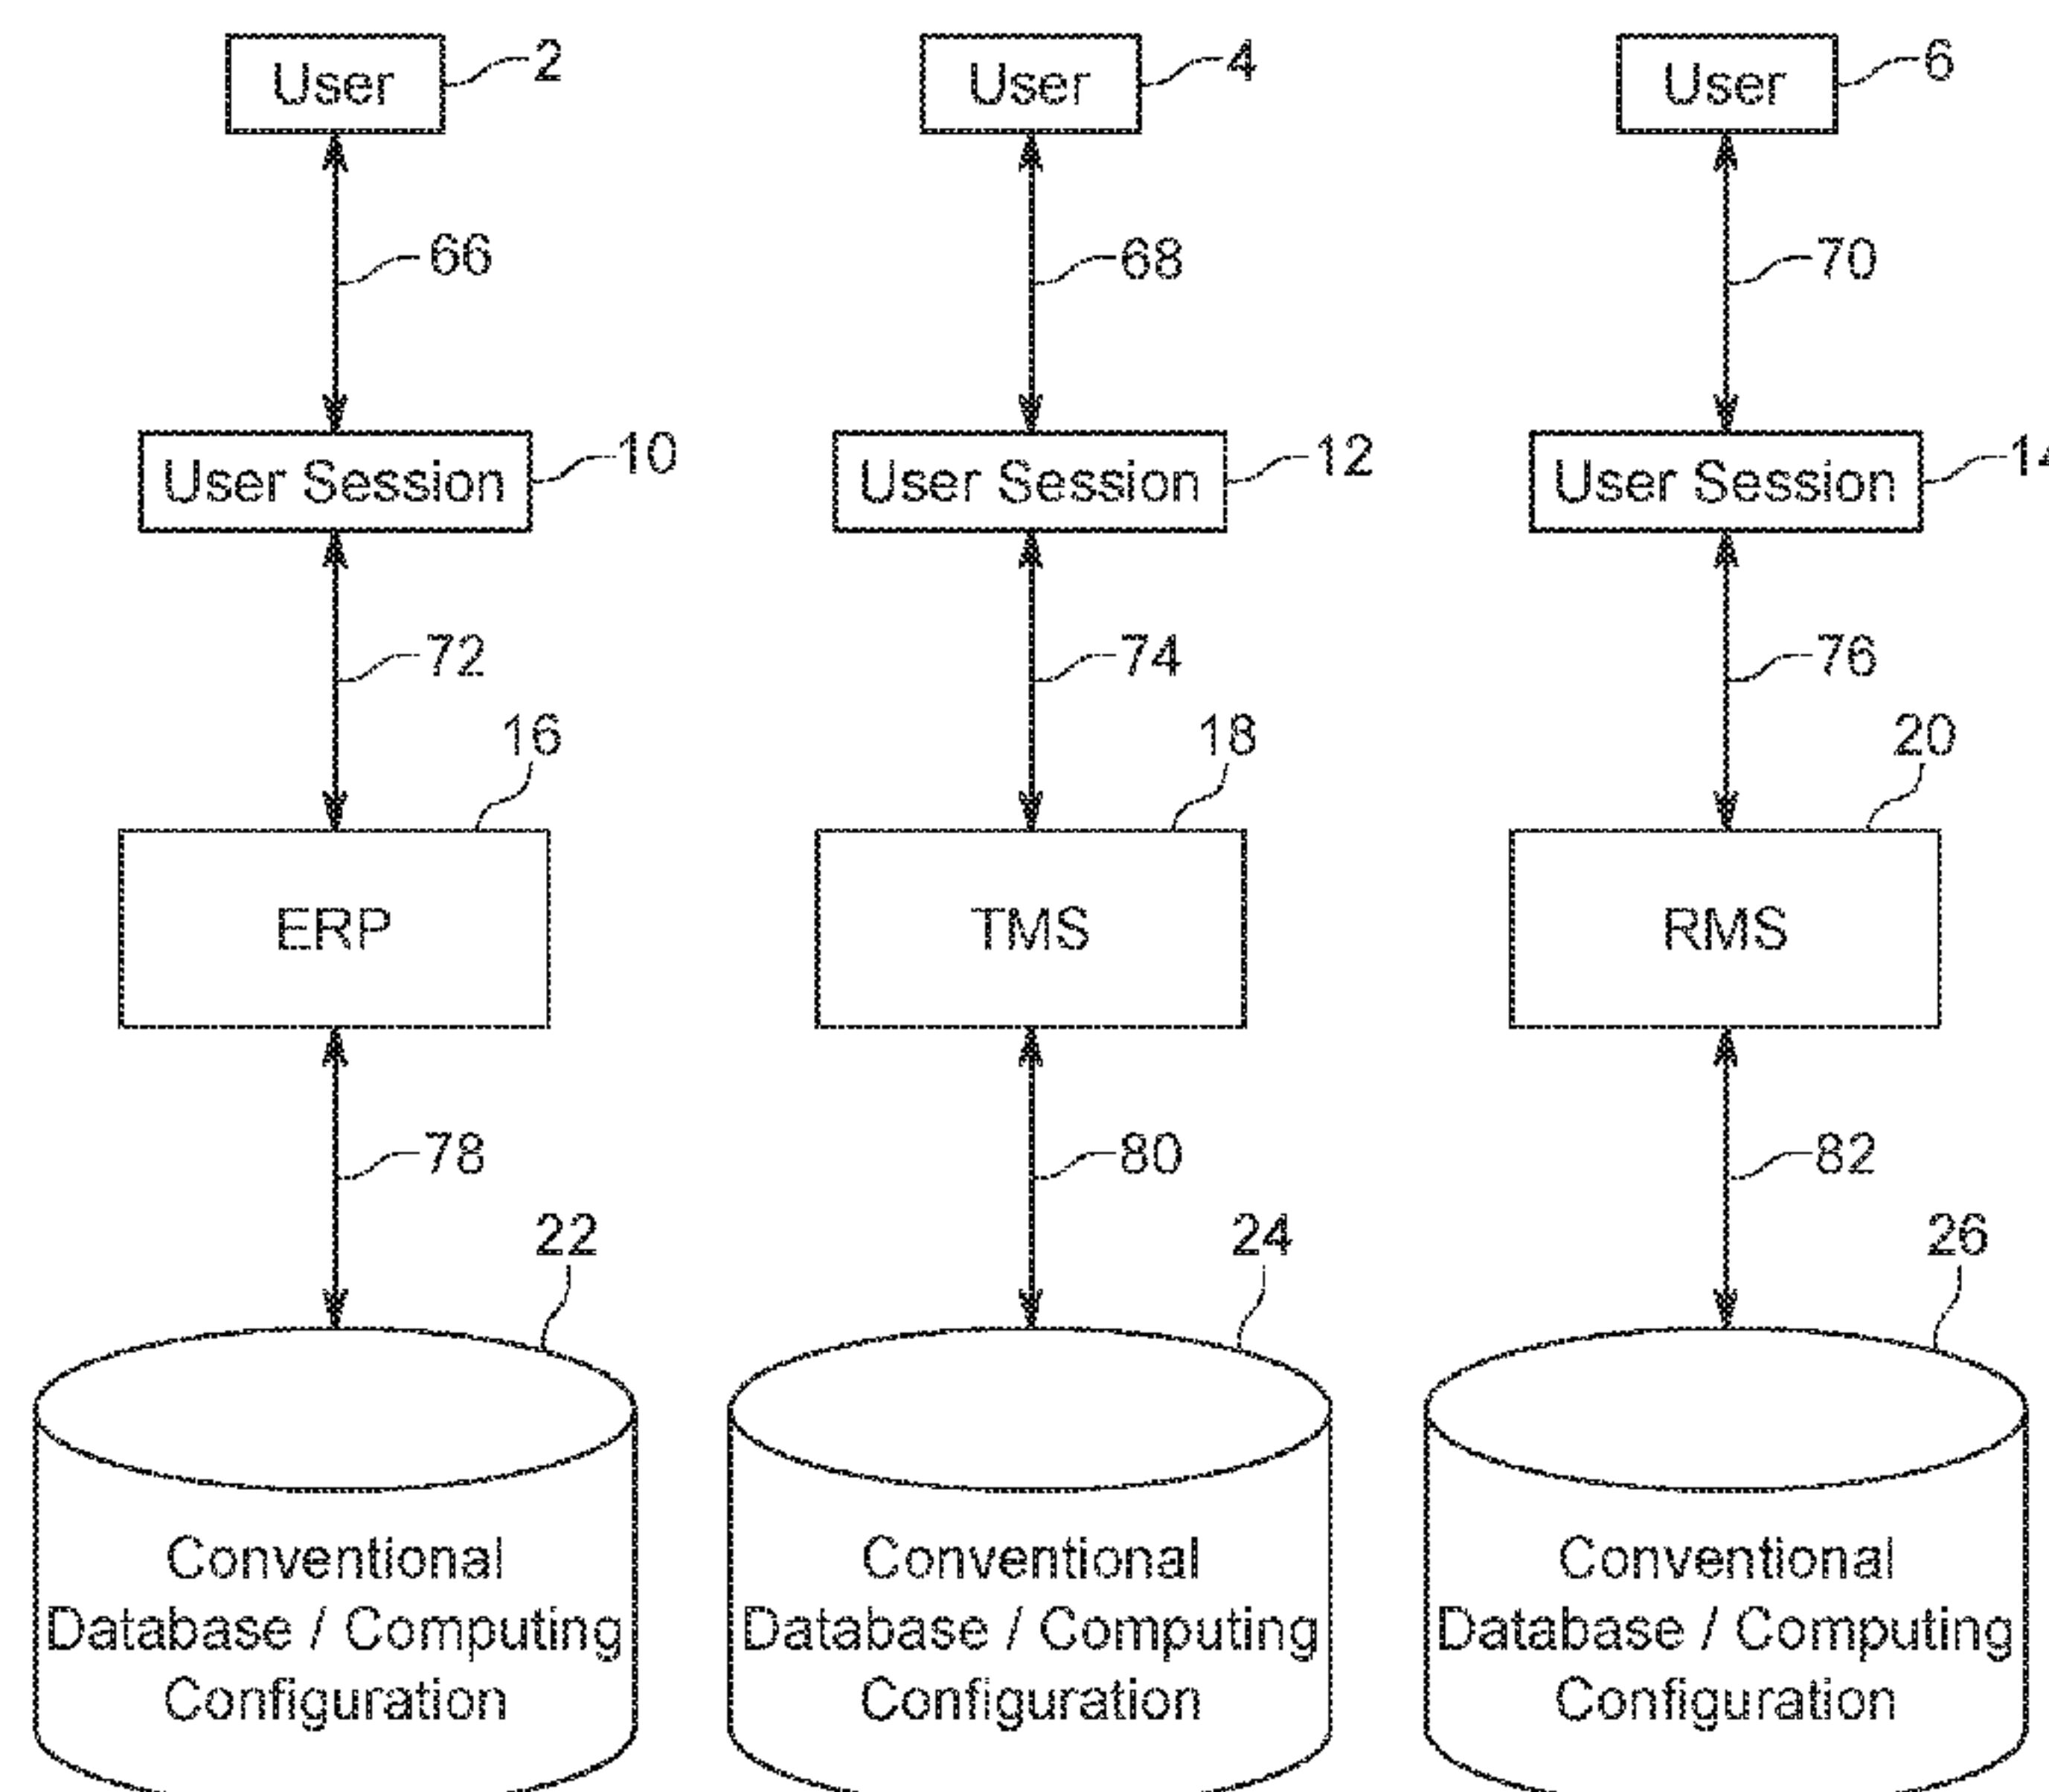 User 2
User 4
User 6
66
68
70
User Session 10
User Session 12
User Session 14
72
74
76
16
18
20
ERP
TMS
RMS
78
80
82
22
24
26
Conventional
Database / Computing
Configuration
Conventional
Database / Computing
Configuration
Conventional
Database / Computing
Configuration